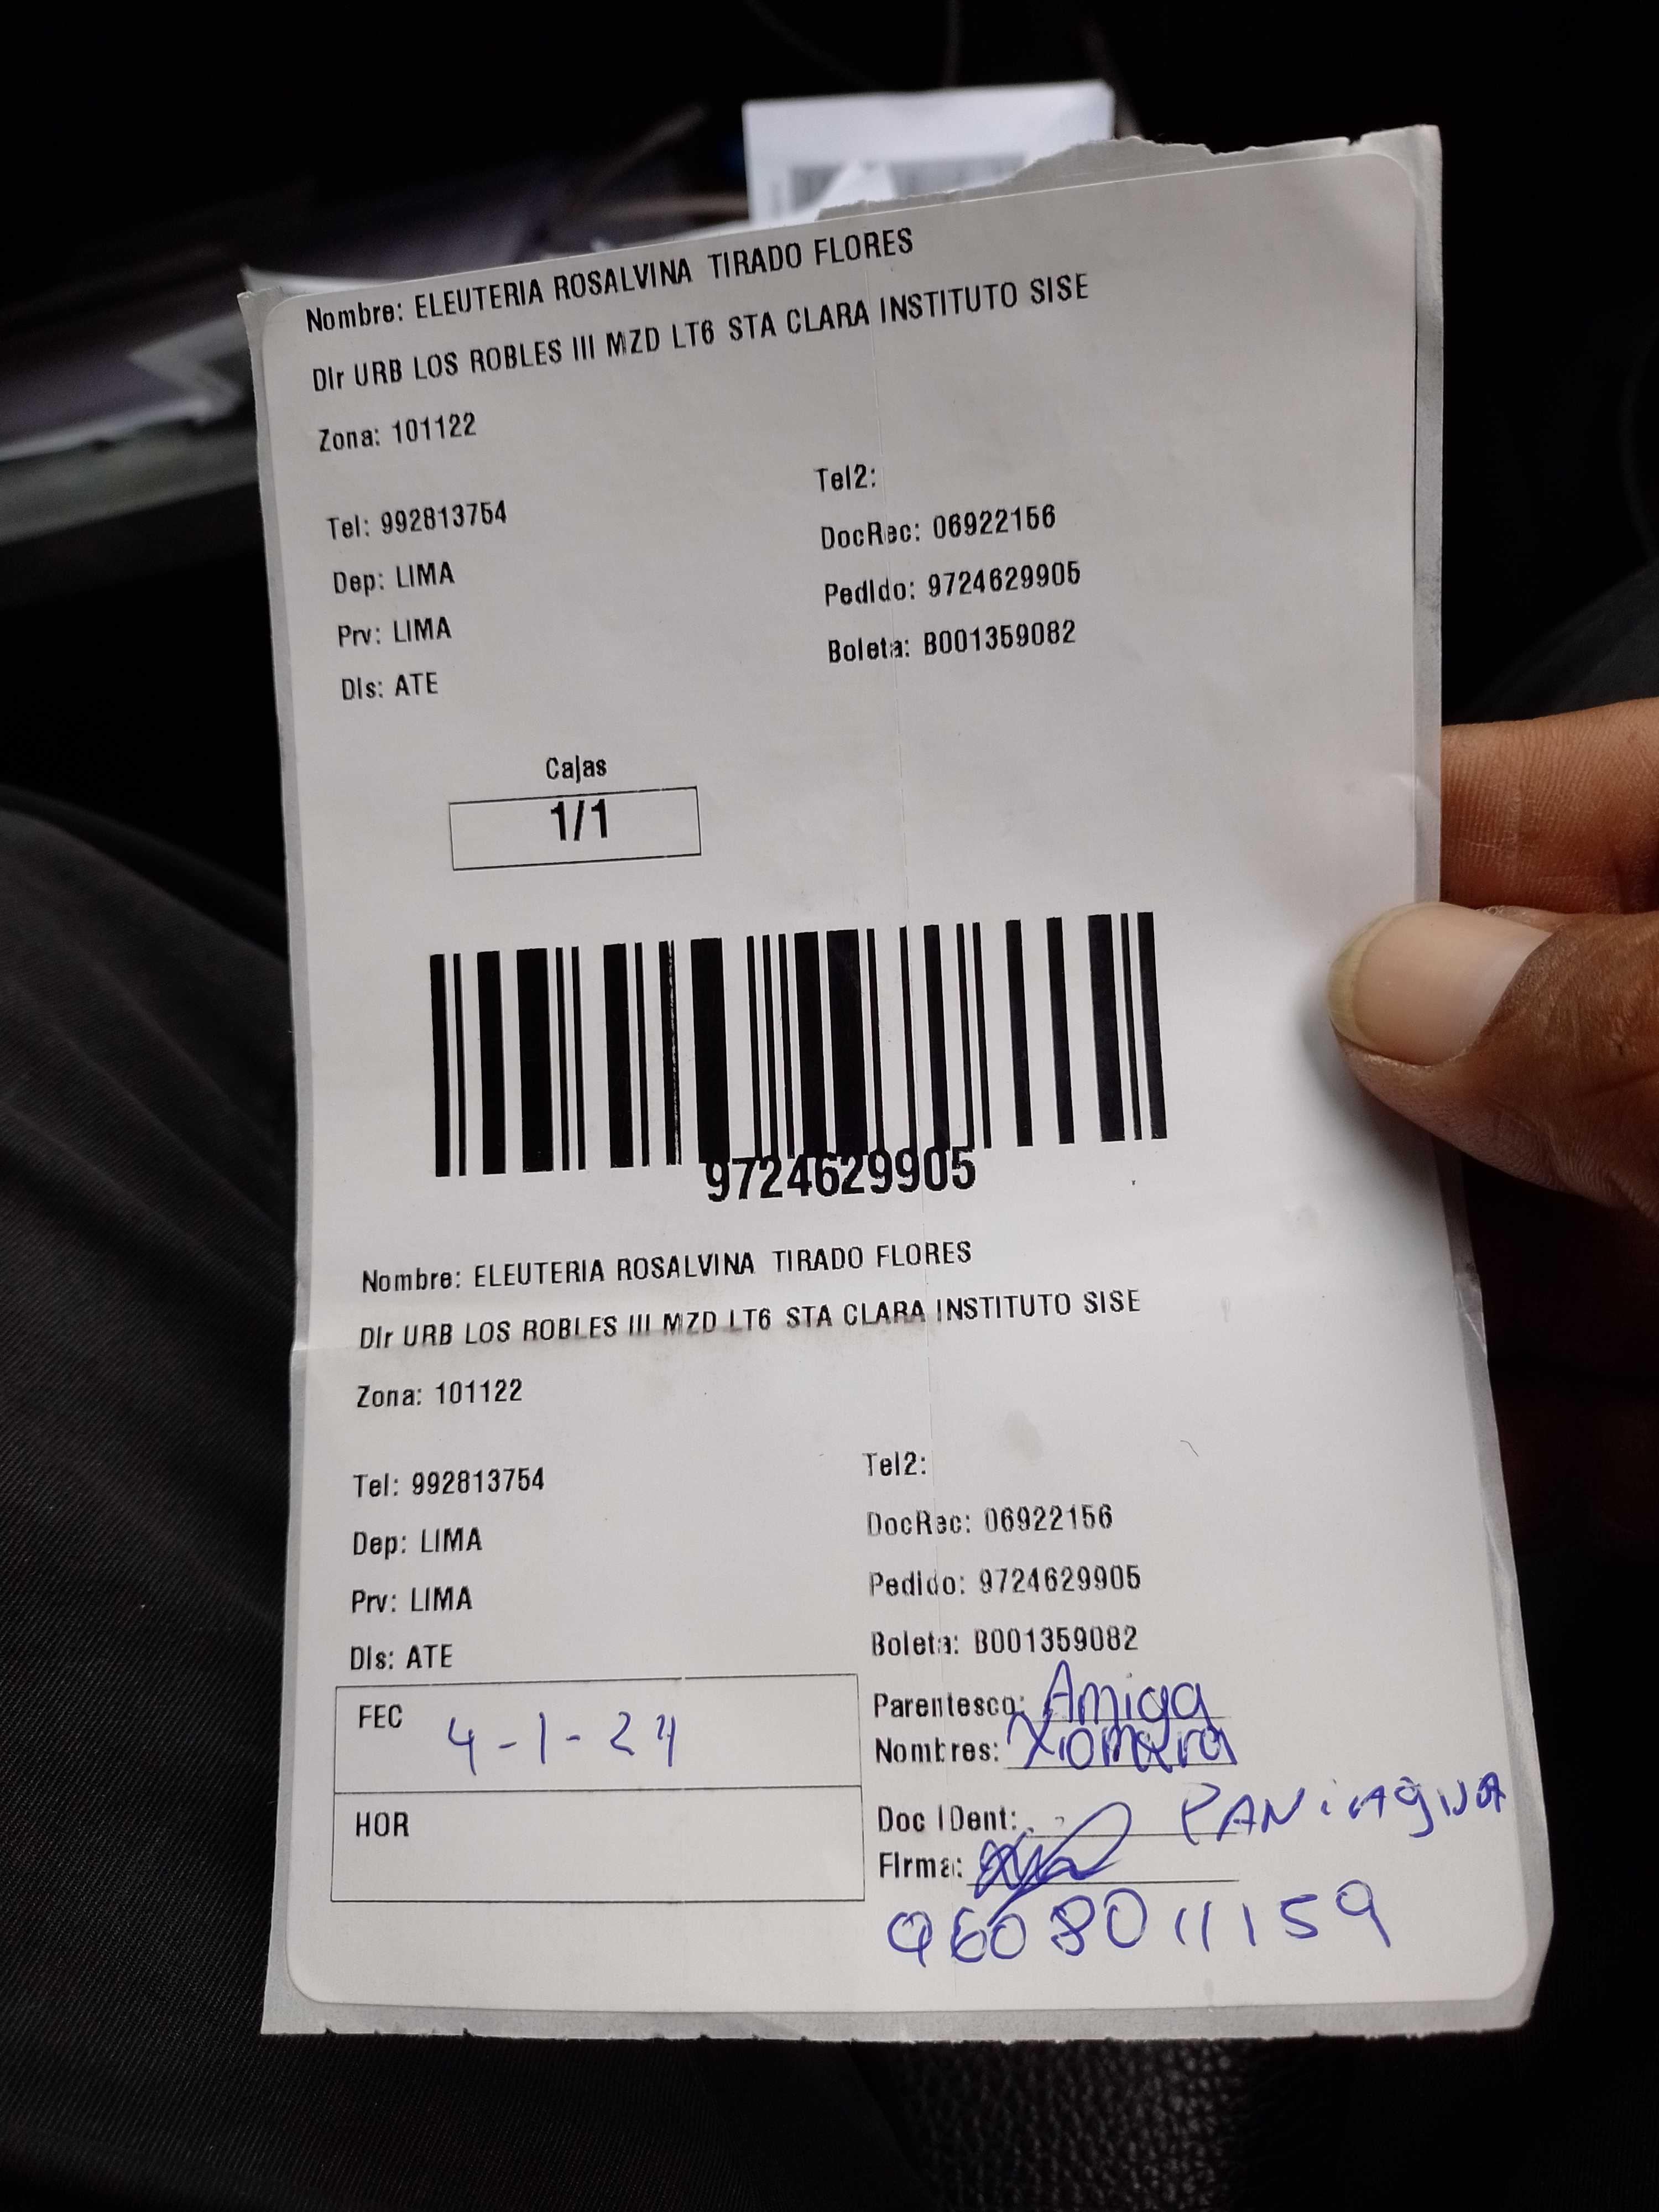 Nombre: ELEUTERIA ROSALVINA TIRADO FLORES
DIr URB LOS ROBLES III MZD LT6 STA CLARA INSTITUTO SISE
Zona: 101122
Tel2:
Tel: 992813754
DocRec: 06922156
Dep: LIMA
Pedido: 9724629905
Prv: LIMA
Boleta: B001359082
DIs: ATE
Cajas
1/1
9724629905
Nombre: ELEUTERIA ROSALVINA TIRADO FLORES
DIr URB LOS ROBLES III MZD LT6 STA CLARA INSTITUTO SISE
Zona: 101122
Tel2:
Tel: 992813754
DocRec: 06922156
Dep: LIMA
Pedido: 9724629905
Prv: LIMA
Boleta: B001359082
DIs: ATE
Parentesco: Amiga
FEC 4-1-24
Nombres: Xiomara
PANiAgua
Doc IDent:
HOR
Firma: